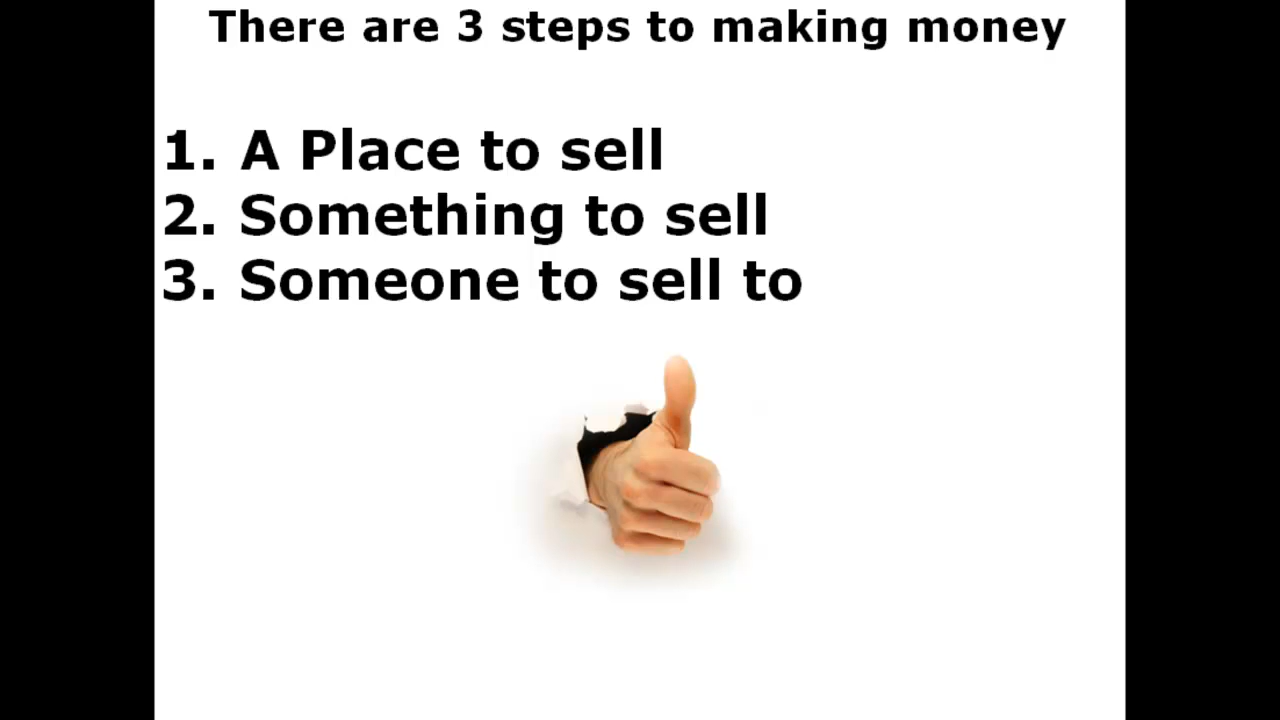 There are 3 steps to making money
1. A Place to sell
2. Something to sell
3. Someone to sell to